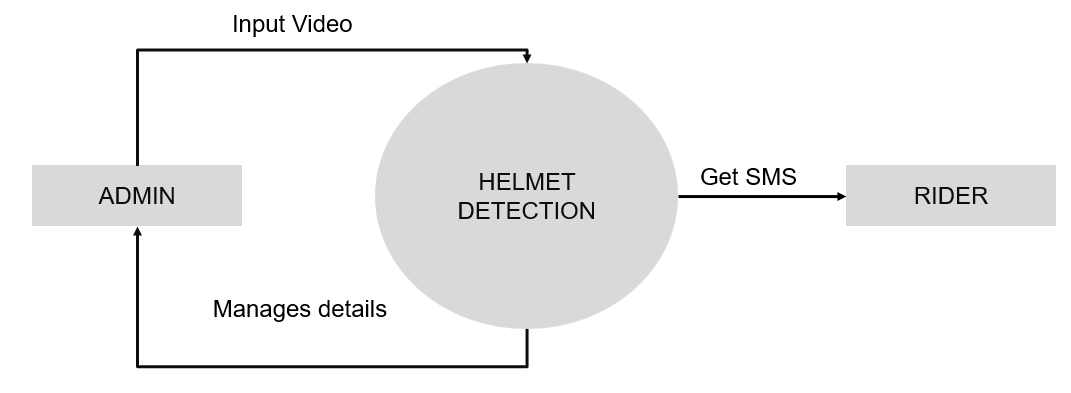 Input Video
ADMIN
HELMET
DETECTION
Get SMS
RIDER
Manages details